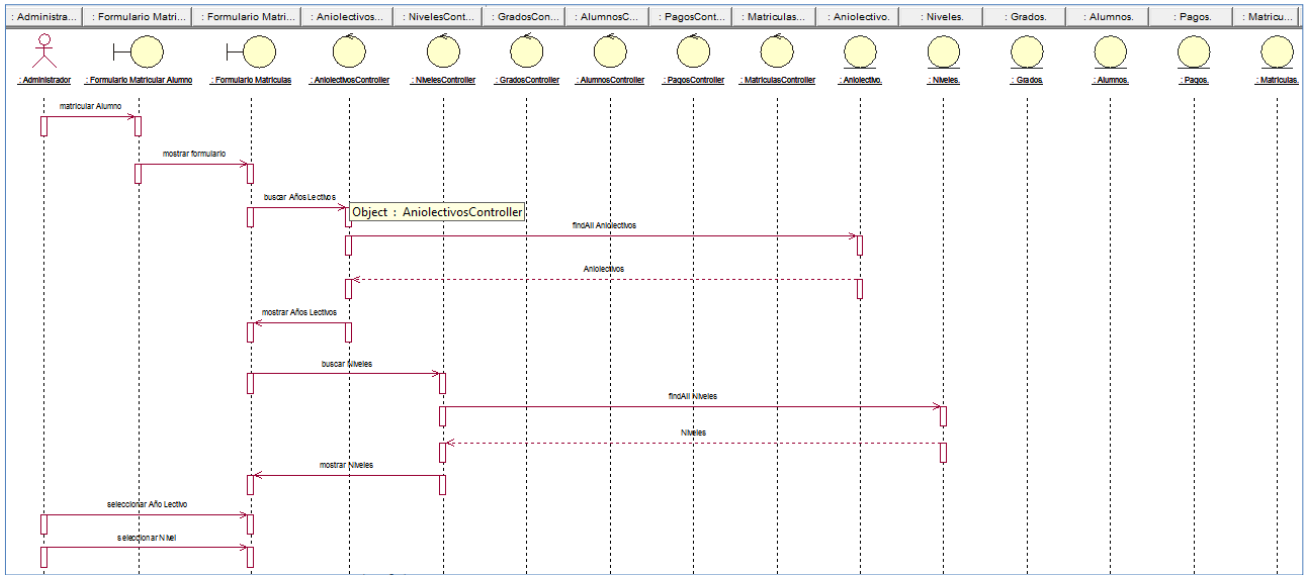 : Administra...
: Formulario Matri...
: Formulario Matri...
: Aniolectivos...
: NivelesCont...
: GradosCon...
: AlumnosC...
: PagosCont...
: Matriculas...
: Aniolectivo.
: Niveles.
: Grados.
: Alumnos.
: Pagos.
: Matricu...
: Administrador
: Formulario Matricular Alumno
: Formulario Matriculas
: AniolectivosController
: NivelesController
: GradosController
: AlumnosController
: PagosController
: MatriculasController
: Aniolectivo.
: Niveles.
: Grados.
: Alumnos.
: Pagos.
: Matriculas.
matricular Alumno
mostrar formulario
buscar Años Lectivos
Object : AniolectivosController
findAll Aniolectivos
Aniolectivos
mostrar Años Lectivos
buscar Niveles
findAll Niveles
Niveles
mostrar Niveles
seleccionar Año Lectivo
seleccionar Nivel